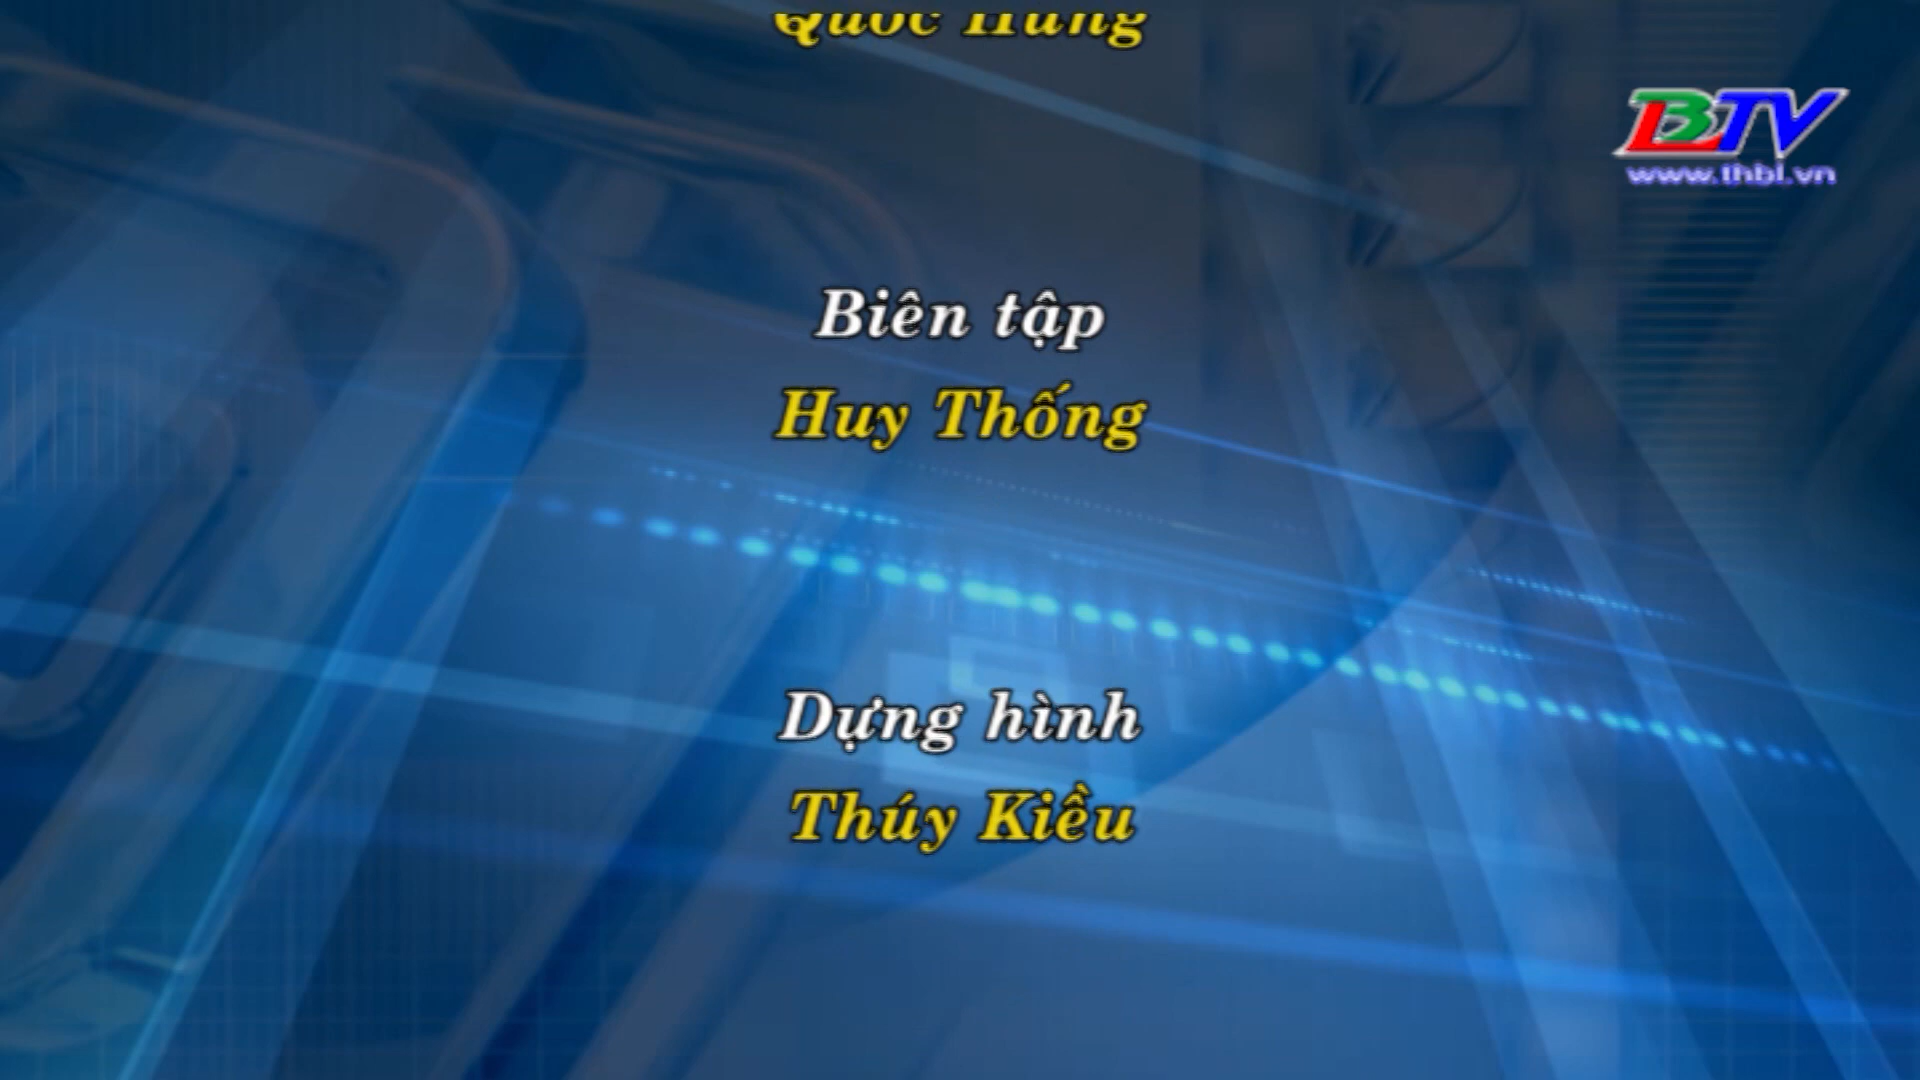 BTV
www.thbl.vn
Biên tập
Huy Thống
Dựng hình
Thúy Kiều